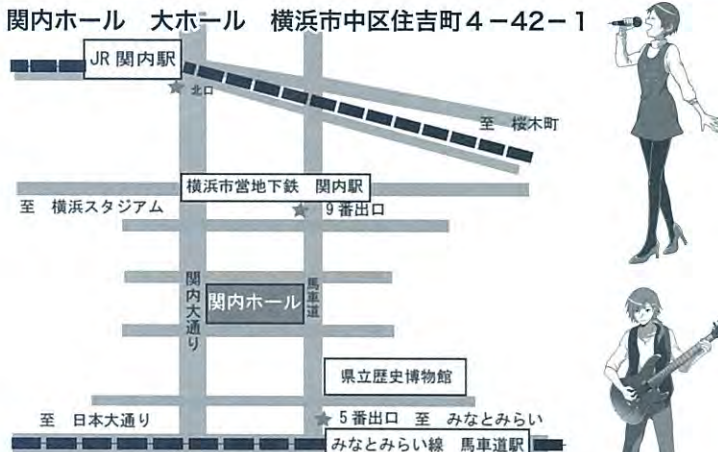 関内ホール　大ホール　横浜市中区住吉町４－４２－１
JR 関内駅
北口
至　桜木町
横浜市営地下鉄　関内駅
至　横浜スタジアム
9番出口
関内大通り
関内ホール
馬車道
県立歴史博物館
至　日本大通り
5番出口　至　みなとみらい
みなとみらい線　馬車道駅